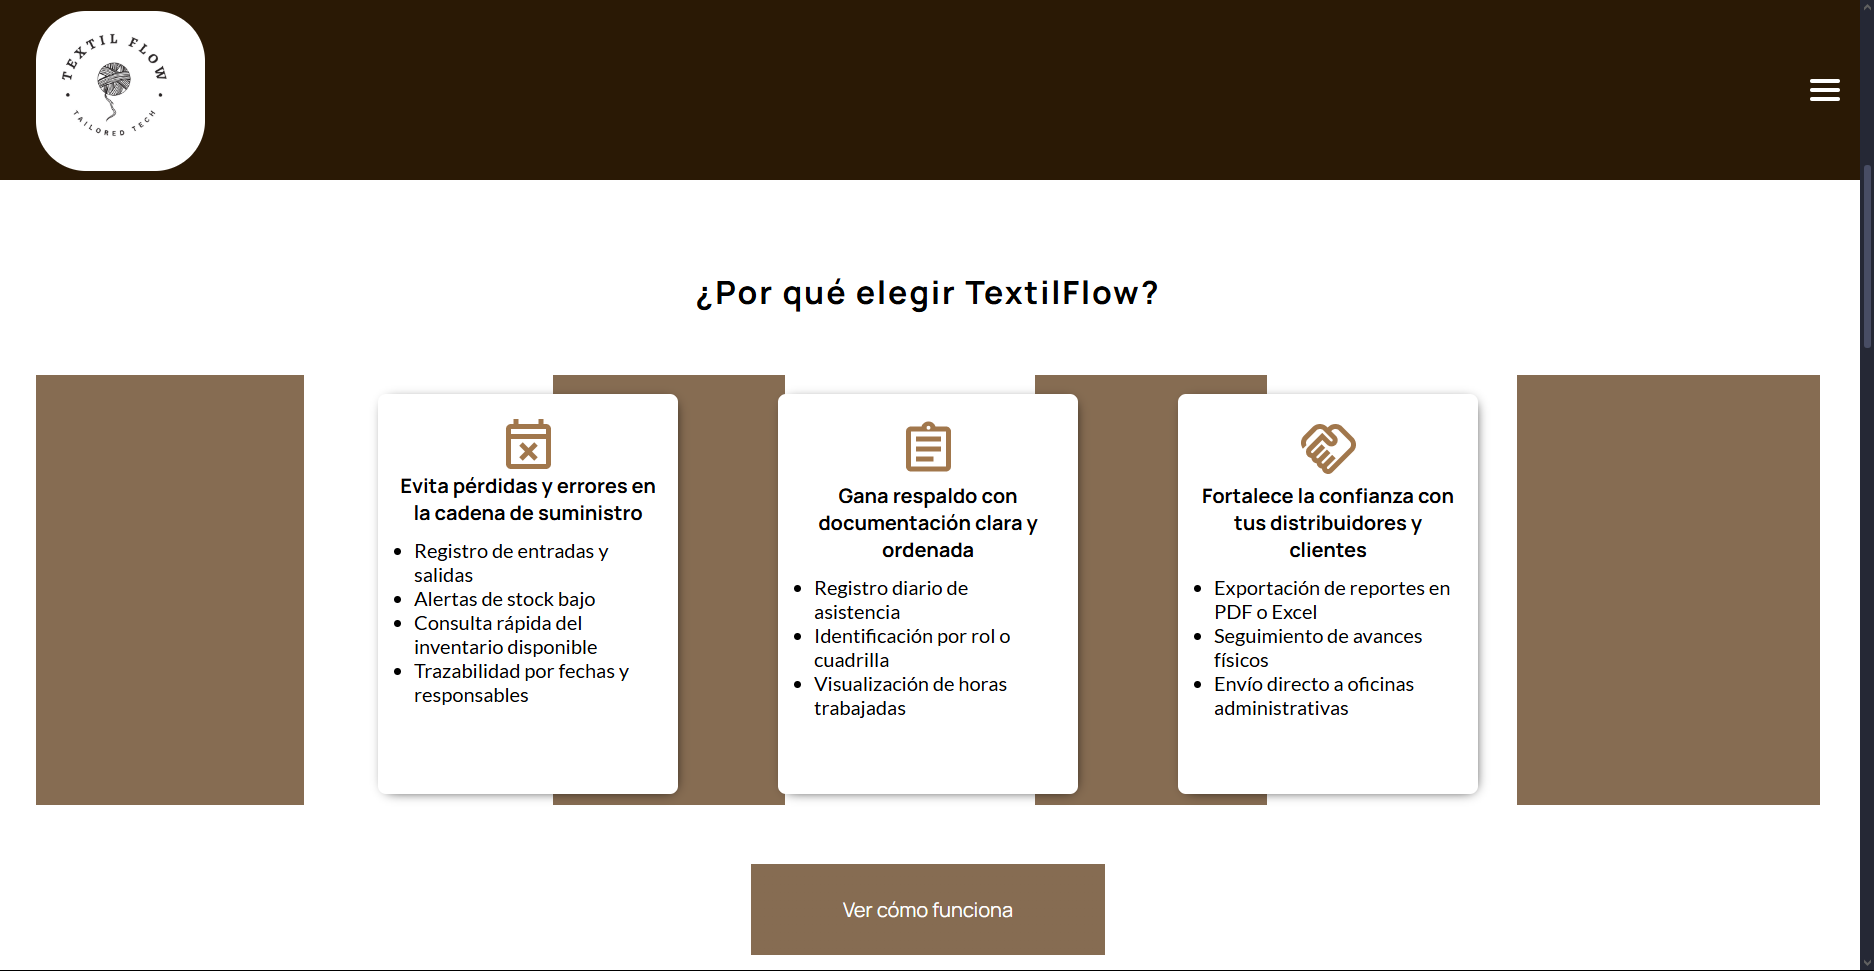 TEXTIL FLOW
TAILORED TECH
¿Por qué elegir TextilFlow?
Evita pérdidas y errores en
la cadena de suministro
Registro de entradas y
salidas
Alertas de stock bajo
Consulta rápida del
inventario disponible
Trazabilidad por fechas y
responsables
Gana respaldo con
documentación clara y
ordenada
Registro diario de
asistencia
Identificación por rol o
cuadrilla
Visualización de horas
trabajadas
Fortalece la confianza con
tus distribuidores y
clientes
Exportación de reportes en
PDF o Excel
Seguimiento de avances
físicos
Envío directo a oficinas
administrativas
Ver cómo funciona